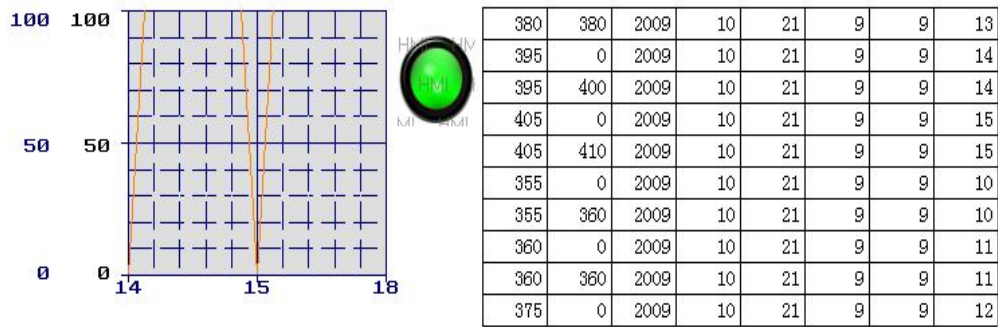 100 100
50 50
0 0
14 15 18
HMI HMI
HMI
HMI
380 380 2009 10 21 9 9 13
395 0 2009 10 21 9 9 14
395 400 2009 10 21 9 9 14
405 0 2009 10 21 9 9 15
405 410 2009 10 21 9 9 15
355 0 2009 10 21 9 9 10
355 360 2009 10 21 9 9 10
360 0 2009 10 21 9 9 11
360 360 2009 10 21 9 9 11
375 0 2009 10 21 9 9 12